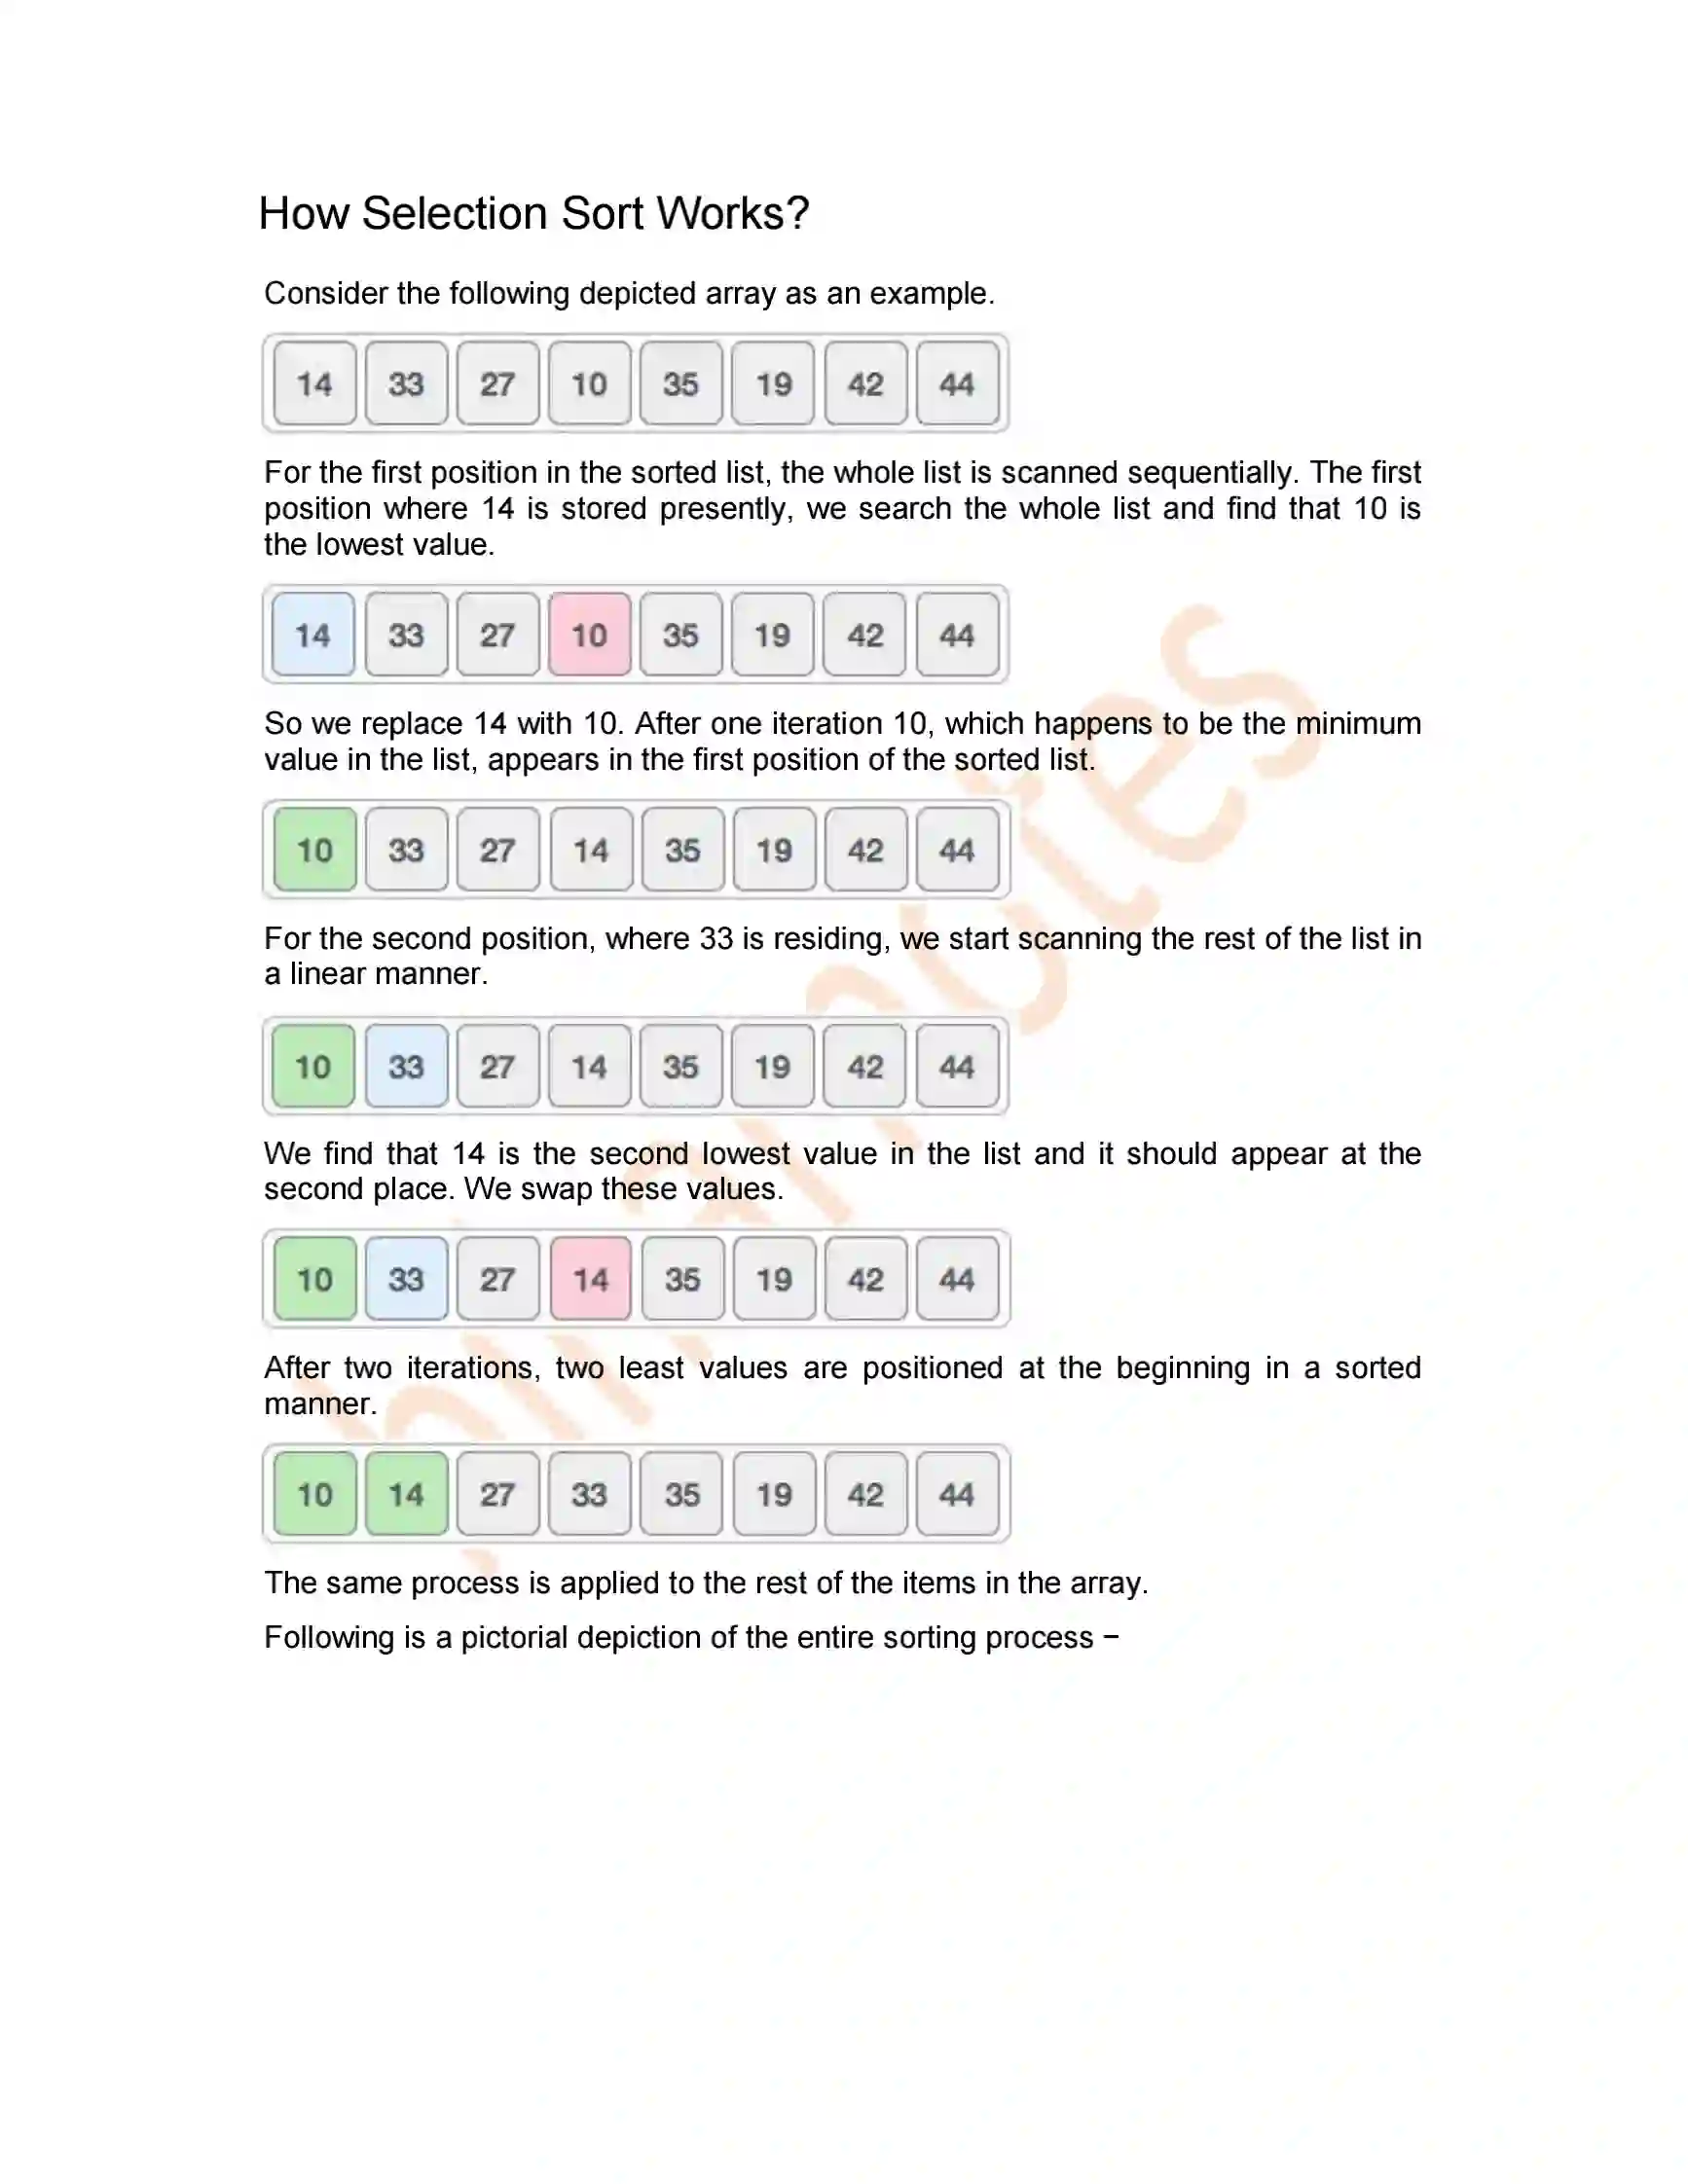 How Selection Sort Works?
Consider the following depicted array as an example.
14 33 27 10 35 19 42 44
For the first position in the sorted list, the whole list is scanned sequentially. The first
position where 14 is stored presently, we search the whole list and find that 10 is
the lowest value.
14 33 27 10 35 19 42 44
So we replace 14 with 10. After one iteration 10, which happens to be the minimum
value in the list, appears in the first position of the sorted list.
10 33 27 14 35 19 42 44
For the second position, where 33 is residing, we start scanning the rest of the list in
a linear manner.
10 33 27 14 35 19 42 44
We find that 14 is the second lowest value in the list and it should appear at the
second place. We swap these values.
10 33 27 14 35 19 42 44
After two iterations, two least values are positioned at the beginning in a sorted
manner.
10 14 27 33 35 19 42 44
The same process is applied to the rest of the items in the array.
Following is a pictorial depiction of the entire sorting process −